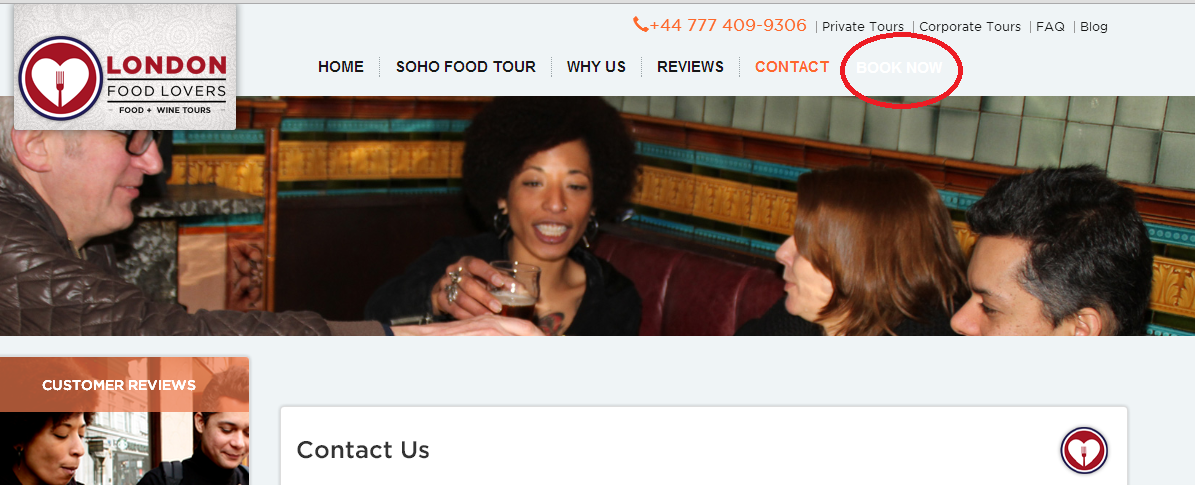 +44 777 409-9306 | Private Tours | Corporate Tours | FAQ | Blog
LONDON
FOOD LOVERS
FOOD + WINE TOURS
HOME SOHO FOOD TOUR WHY US REVIEWS CONTACT BOOK NOW
CUSTOMER REVIEWS
Contact Us